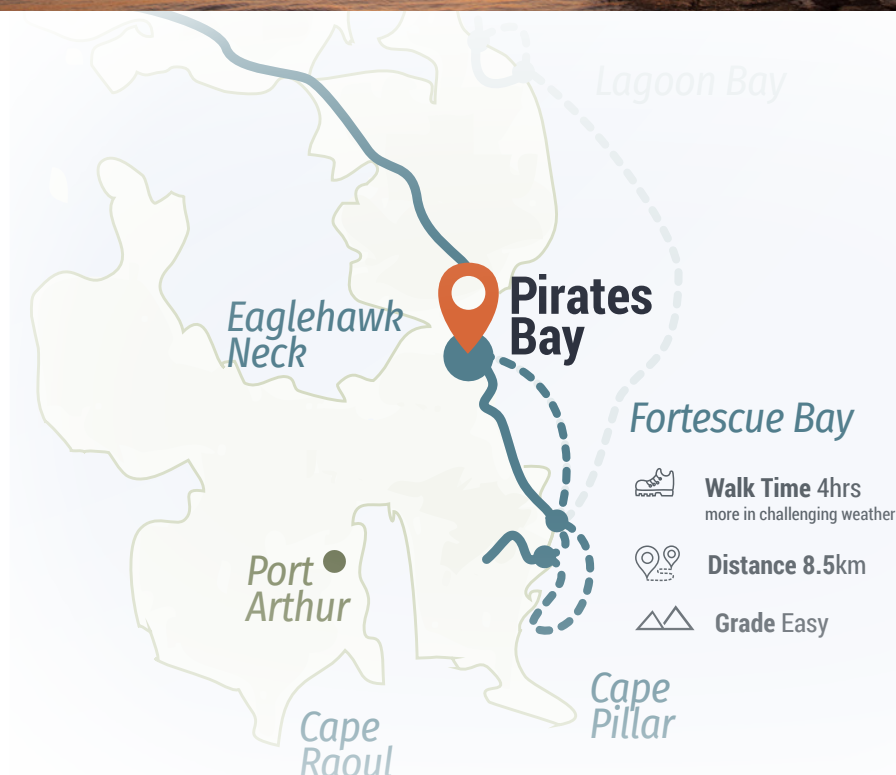 Lagoon Bay
Pirates
Bay
Eaglehawk
Neck
Fortescue Bay
Walk Time 4hrs
more in challenging weather
Distance 8.5km
Grade Easy
Port
Arthur
Cape
Pillar
Cape
Raoul